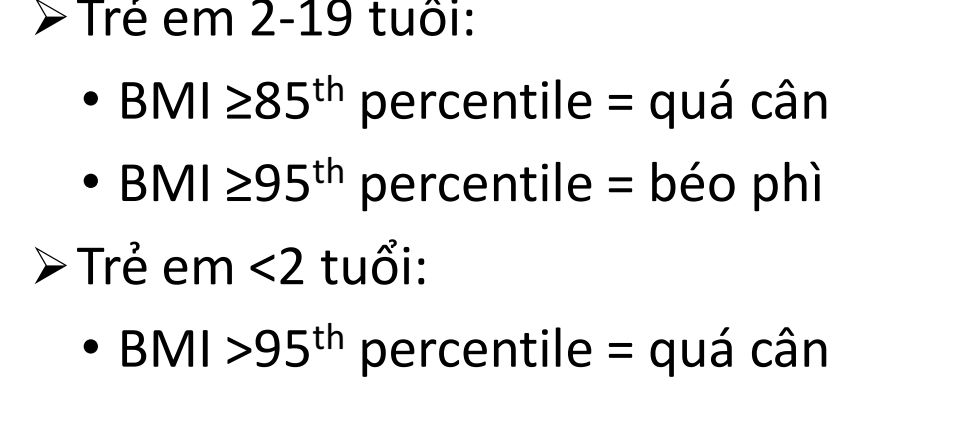 ➢ Trẻ em 2-19 tuổi:
• BMI ≥85th percentile = quá cân
• BMI ≥95th percentile = béo phì
➢ Trẻ em <2 tuổi:
• BMI >95th percentile = quá cân